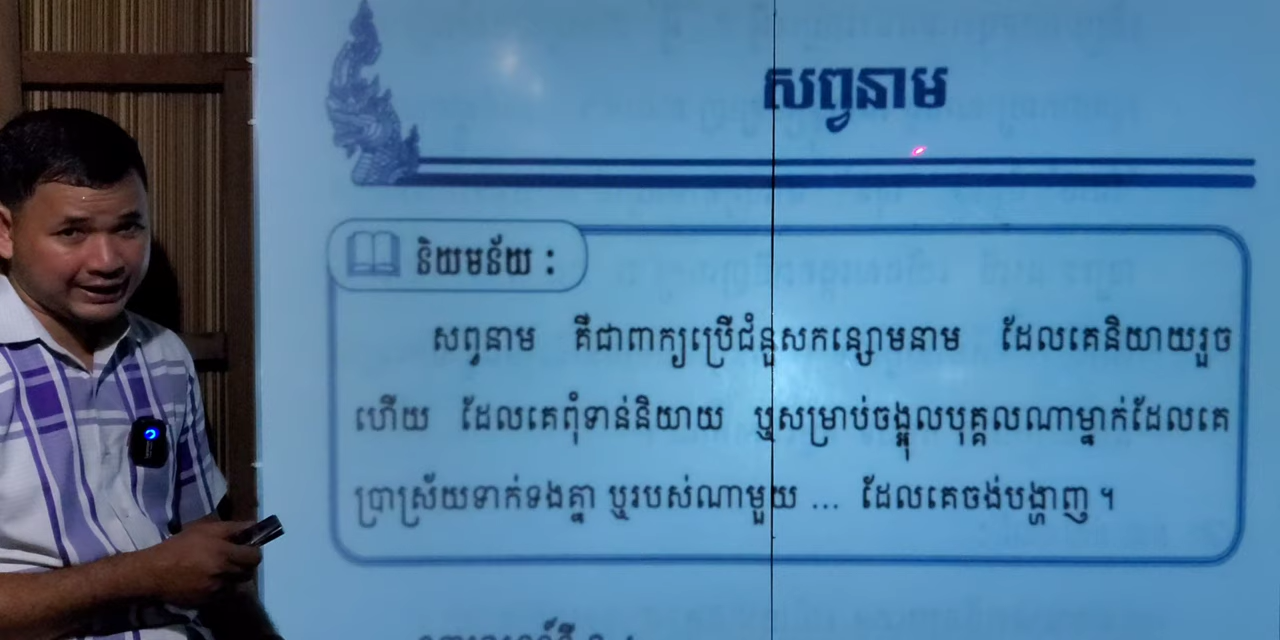 សព្វនាម
និយមន័យ :
សព្វនាម គឺជាពាក្យប្រើជំនួសកន្សោមនាម ដែលគេនិយាយរួច
ហើយ ដែលគេពុំទាន់និយាយ ឬសម្រាប់ចង្អុលបុគ្គលណាម្នាក់ដែលគេ
ប្រាស្រ័យទាក់ទងគ្នា ឬរបស់ណាមួយ ... ដែលគេចង់បង្ហាញ ។